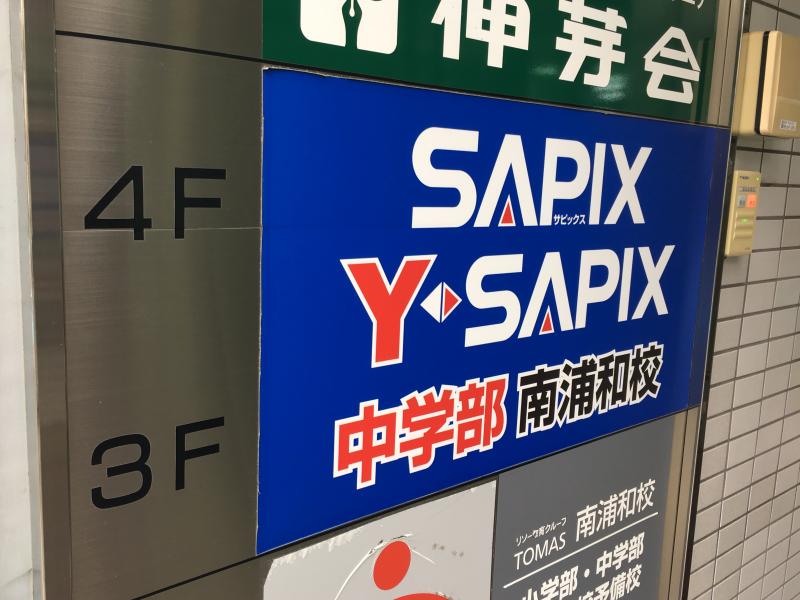 伸芽会
4F
SAPIX
サピックス
Y SAPIX
中学部 南浦和校
3F
リソー教育グループ
TOMAS 南浦和校
小学部・中学部